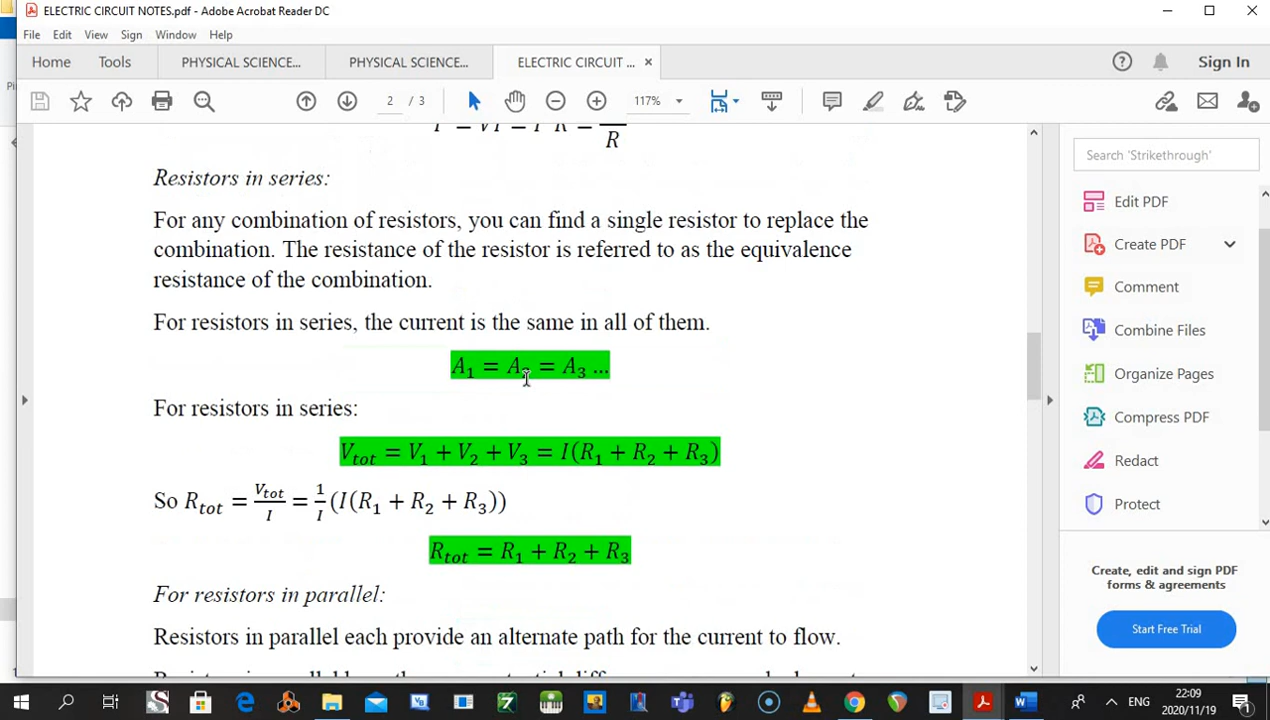 ELECTRIC CIRCUIT NOTES.pdf - Adobe Acrobat Reader DC
File Edit View Sign Window Help
Home Tools PHYSICAL SCIENCE... PHYSICAL SCIENCE... ELECTRIC CIRCUIT ... × Sign In
2 / 3 117%
R
Resistors in series:
For any combination of resistors, you can find a single resistor to replace the
combination. The resistance of the resistor is referred to as the equivalence
resistance of the combination.
For resistors in series, the current is the same in all of them.
A₁ = A₂ = A₃ ...
For resistors in series:
V_tot = V₁ + V₂ + V₃ = I(R₁ + R₂ + R₃)
So R_tot = V_tot/I = 1/I (I(R₁ + R₂ + R₃))
R_tot = R₁ + R₂ + R₃
For resistors in parallel:
Resistors in parallel each provide an alternate path for the current to flow.
Search 'Strikethrough'
Edit PDF
Create PDF
Comment
Combine Files
Organize Pages
Compress PDF
Redact
Protect
Create, edit and sign PDF
forms & agreements
Start Free Trial
ENG
22:09
2020/11/19